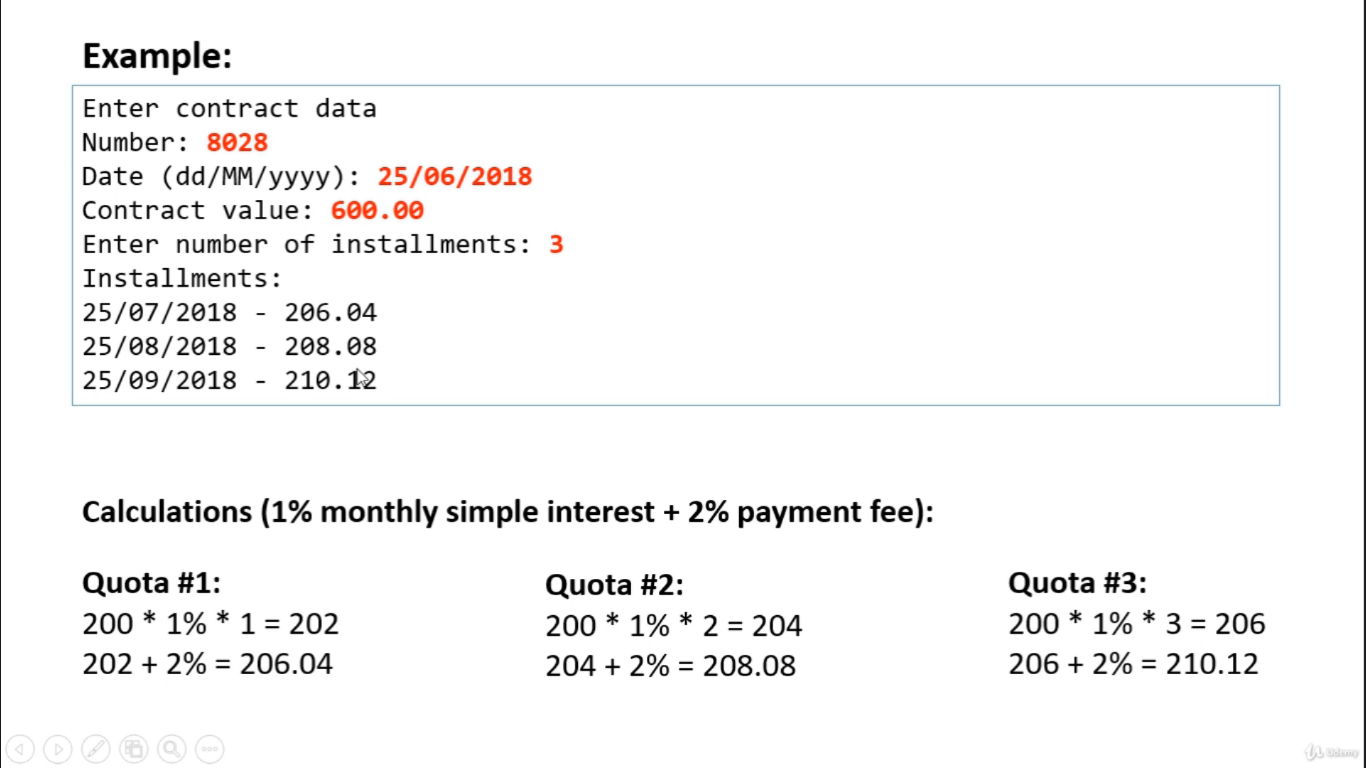 Example:
Enter contract data
Number: 8028
Date (dd/MM/yyyy): 25/06/2018
Contract value: 600.00
Enter number of installments: 3
Installments:
25/07/2018 - 206.04
25/08/2018 - 208.08
25/09/2018 - 210.12
Calculations (1% monthly simple interest + 2% payment fee):
Quota #1:
200 * 1% * 1 = 202
202 + 2% = 206.04
Quota #2:
200 * 1% * 2 = 204
204 + 2% = 208.08
Quota #3:
200 * 1% * 3 = 206
206 + 2% = 210.12
Udemy